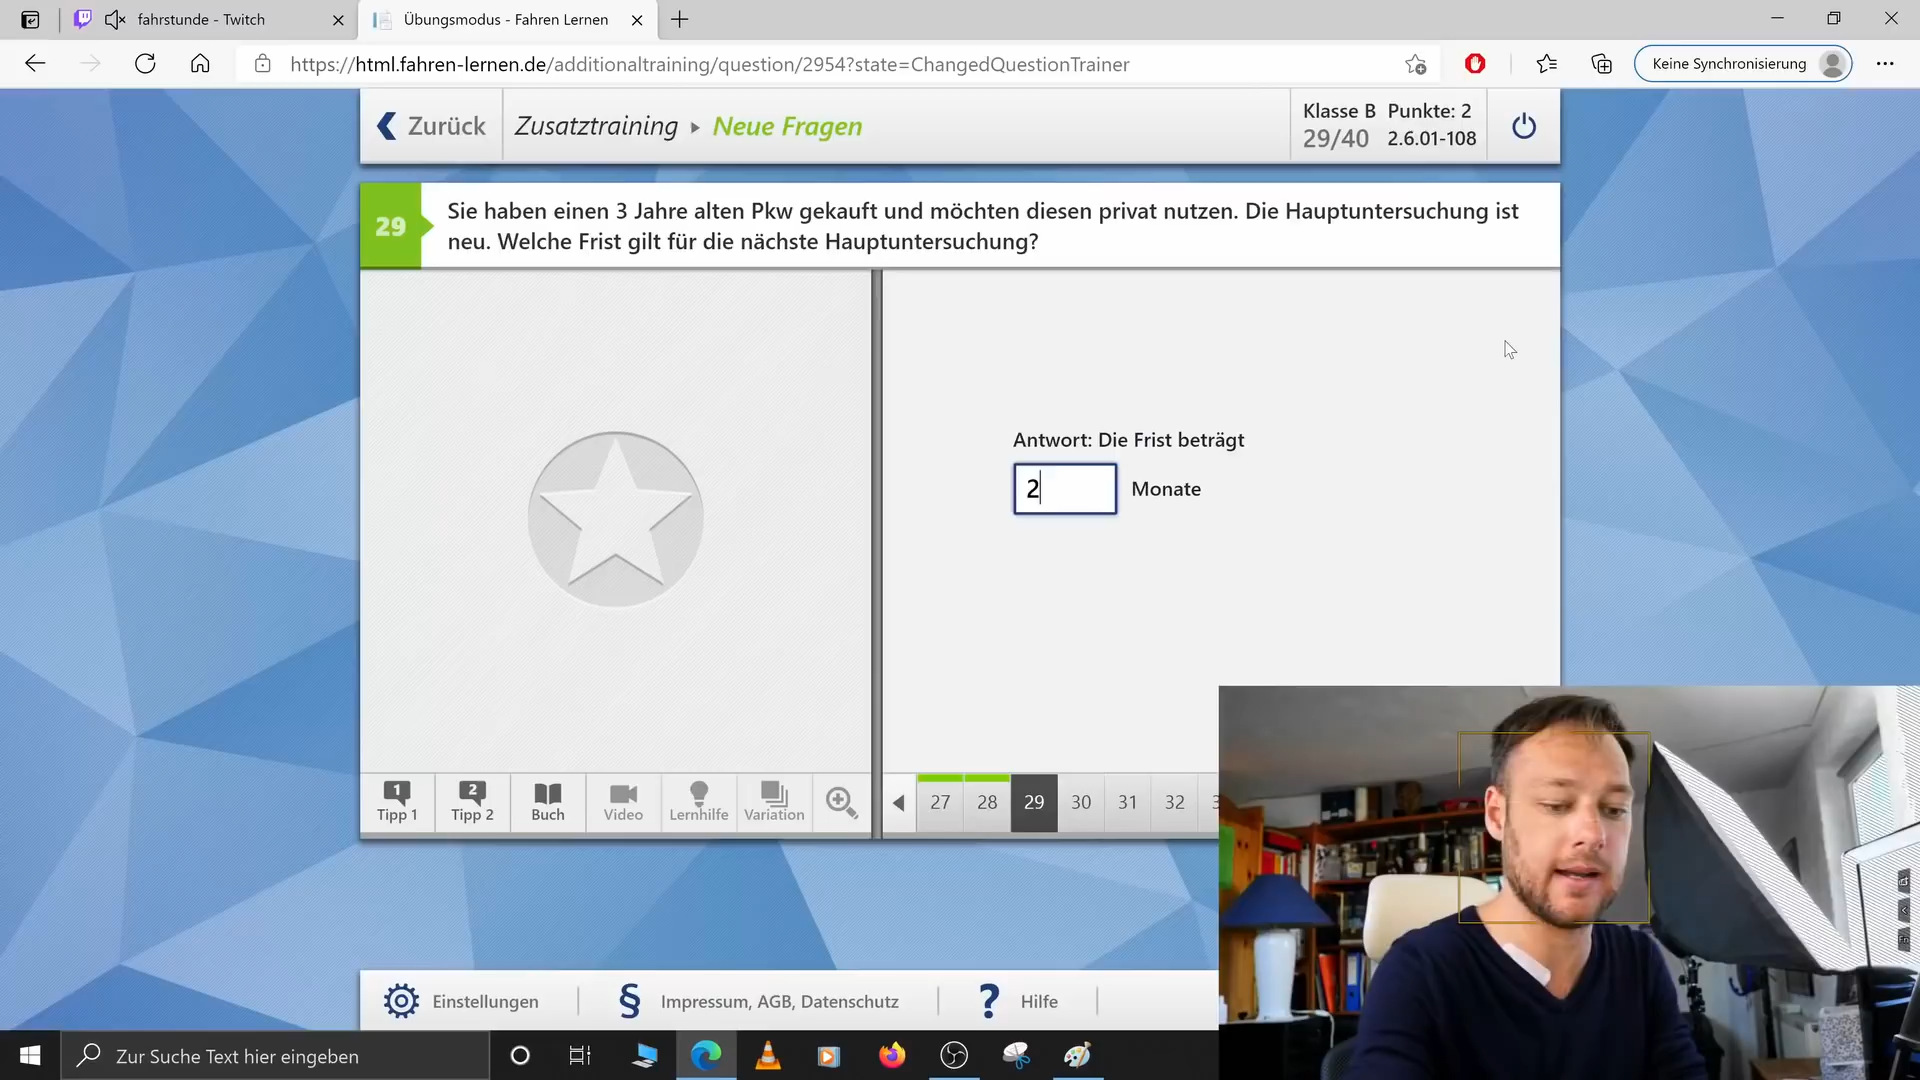 fahrstunde - Twitch
Übungsmodus - Fahren Lernen
https://html.fahren-lernen.de/additionaltraining/question/2954?state=ChangedQuestionTrainer
Keine Synchronisierung
Zurück
Zusatztraining
Neue Fragen
Klasse B
Punkte: 2
29/40
2.6.01-108
29
Sie haben einen 3 Jahre alten Pkw gekauft und möchten diesen privat nutzen. Die Hauptuntersuchung ist
neu. Welche Frist gilt für die nächste Hauptuntersuchung?
Antwort: Die Frist beträgt
2
Monate
1
Tipp 1
2
Tipp 2
Buch
Video
Lernhilfe
Variation
27
28
29
30
31
32
Einstellungen
§
Impressum, AGB, Datenschutz
?
Hilfe
Zur Suche Text hier eingeben